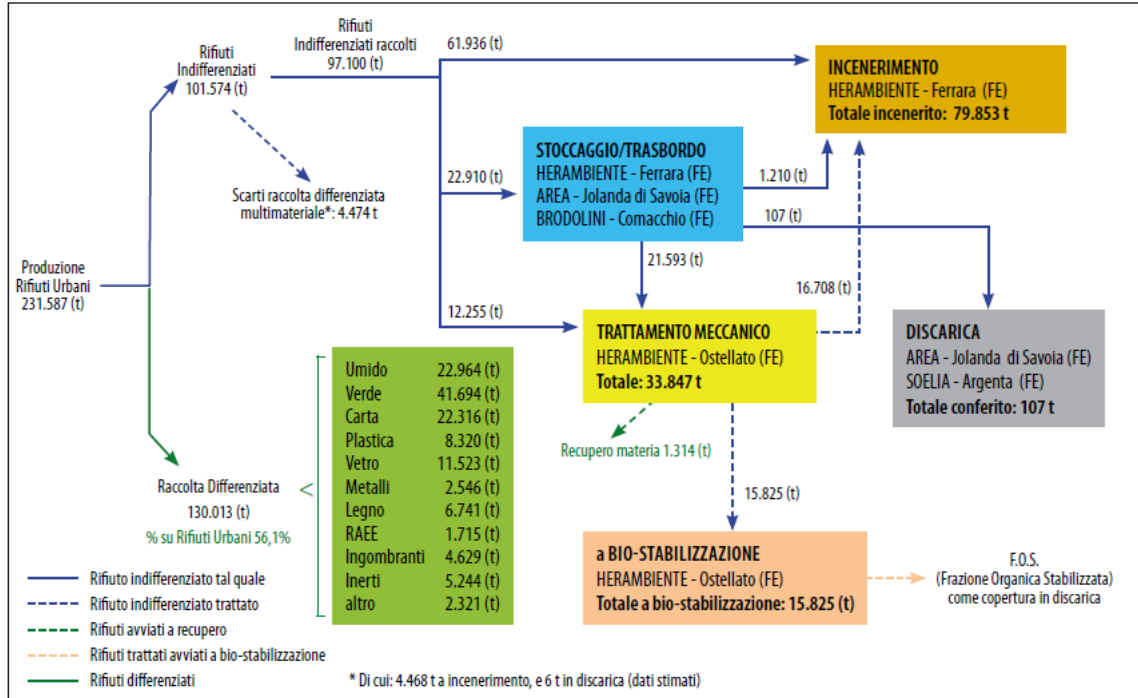 Rifiuti
Indifferenziati raccolti
97.100 (t)
61.936 (t)
Rifiuti
Indifferenziati
101.574 (t)
INCENERIMENTO
HERAMBIENTE - Ferrara (FE)
Totale incenerito: 79.853 t
STOCCAGGIO/TRASBORDO
HERAMBIENTE - Ferrara (FE)
AREA - Jolanda di Savoia (FE)
BRODOLINI - Comacchio (FE)
22.910 (t)
1.210 (t)
107 (t)
Scarti raccolta differenziata
multimateriale*: 4.474 t
21.593 (t)
16.708 (t)
Produzione
Rifiuti Urbani
231.587 (t)
12.255 (t)
TRATTAMENTO MECCANICO
HERAMBIENTE - Ostellato (FE)
Totale: 33.847 t
DISCARICA
AREA - Jolanda di Savoia (FE)
SOELIA - Argenta (FE)
Totale conferito: 107 t
Umido 22.964 (t)
Verde 41.694 (t)
Carta 22.316 (t)
Plastica 8.320 (t)
Vetro 11.523 (t)
Metalli 2.546 (t)
Legno 6.741 (t)
RAEE 1.715 (t)
Ingombranti 4.629 (t)
Inerti 5.244 (t)
altro 2.321 (t)
Recupero materia 1.314 (t)
15.825 (t)
Raccolta Differenziata <
130.013 (t)
% su Rifiuti Urbani 56,1%
a BIO-STABILIZZAZIONE
HERAMBIENTE - Ostellato (FE)
Totale a bio-stabilizzazione: 15.825 (t)
F.O.S.
(Frazione Organica Stabilizzata)
come copertura in discarica
Rifiuto indifferenziato tal quale
Rifiuto indifferenziato trattato
Rifiuti avviati a recupero
Rifiuti trattati avviati a bio-stabilizzazione
Rifiuti differenziati
* Di cui: 4.468 t a incenerimento, e 6 t in discarica (dati stimati)